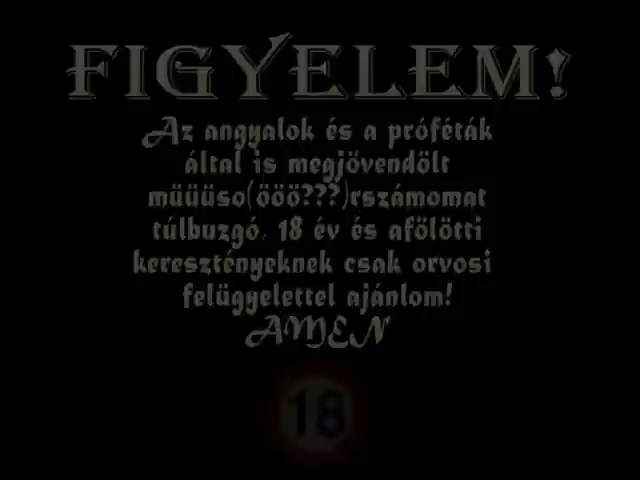 FIGYELEM!
Az angyalok és a próféták
által is megjövendölt
müüüso(ööö???)rszámomat
túlbuzgó, 18 év és afölötti
keresztényeknek csak orvosi
felügyelettel ajánlom!
AMEN
18